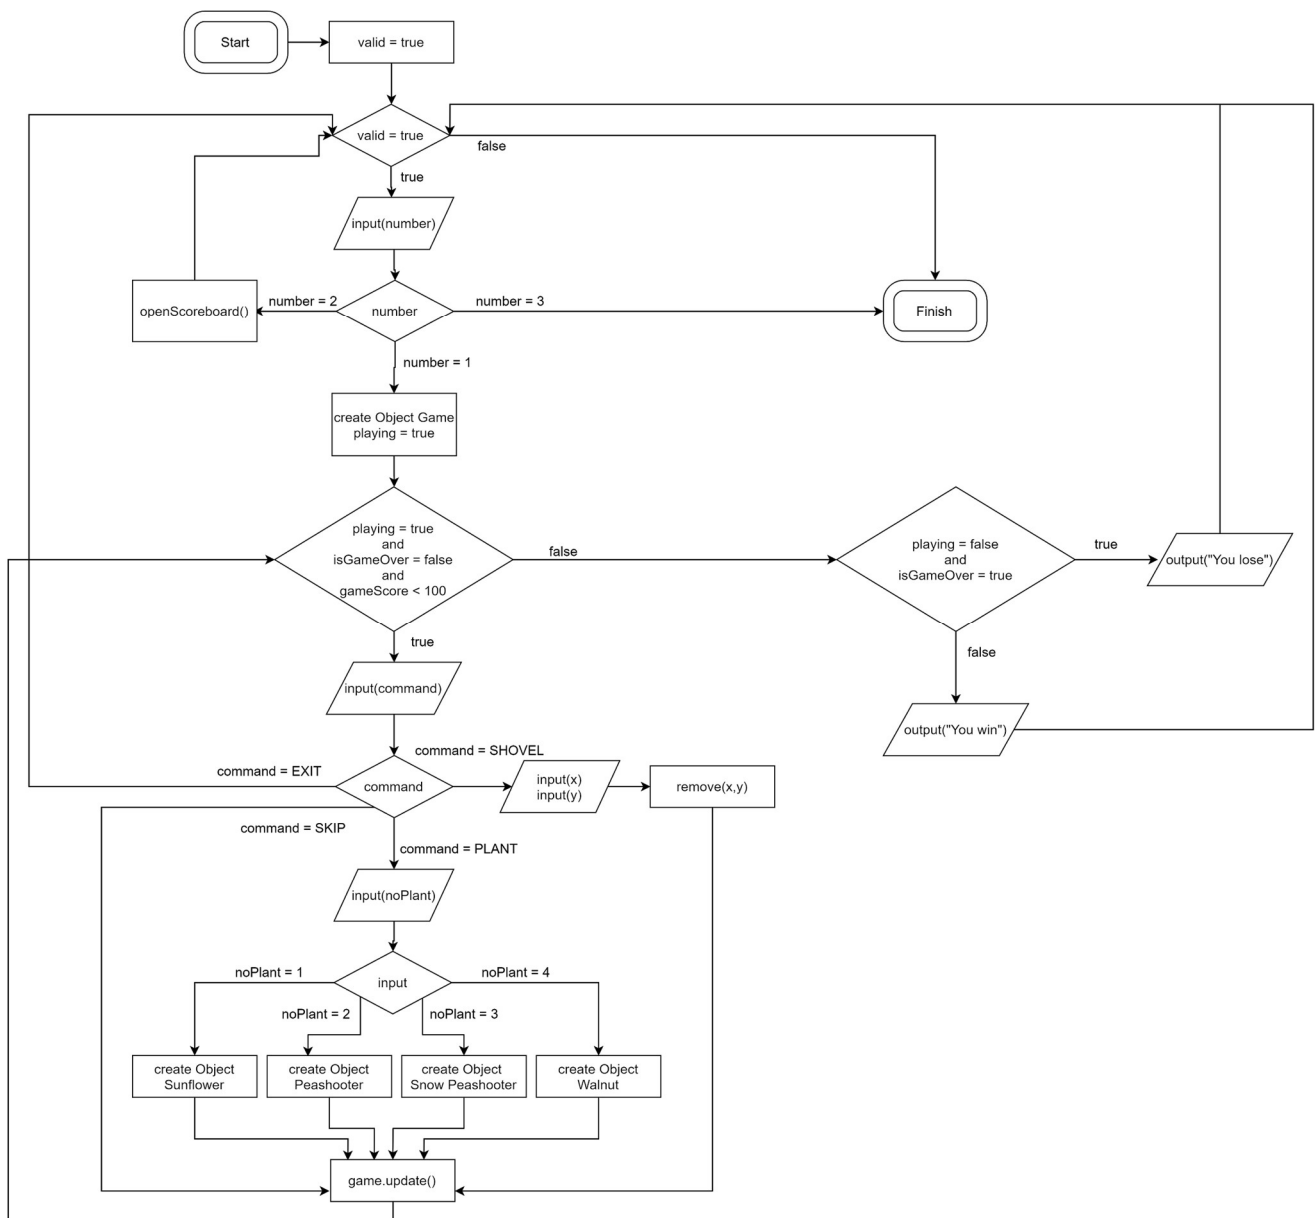 Start
valid = true
valid = true
false
true
input(number)
number = 2
number
number = 3
openScoreboard()
Finish
number = 1
create Object Game
playing = true
playing = true
and
isGameOver = false
and
gameScore < 100
false
playing = false
and
isGameOver = true
true
output("You lose")
true
false
input(command)
output("You win")
command = SHOVEL
command = EXIT
command
input(x)
input(y)
remove(x,y)
command = SKIP
command = PLANT
input(noPlant)
noPlant = 1
input
noPlant = 4
noPlant = 2
noPlant = 3
create Object
Sunflower
create Object
Peashooter
create Object
Snow Peashooter
create Object
Walnut
game.update()